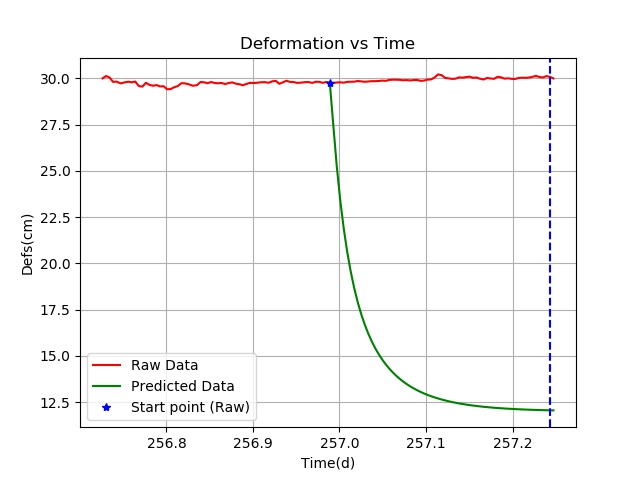 Deformation vs Time
30.0
27.5
25.0
22.5
20.0
17.5
15.0
12.5
Defs(cm)
Raw Data
Predicted Data
Start point (Raw)
256.8 256.9 257.0 257.1 257.2
Time(d)